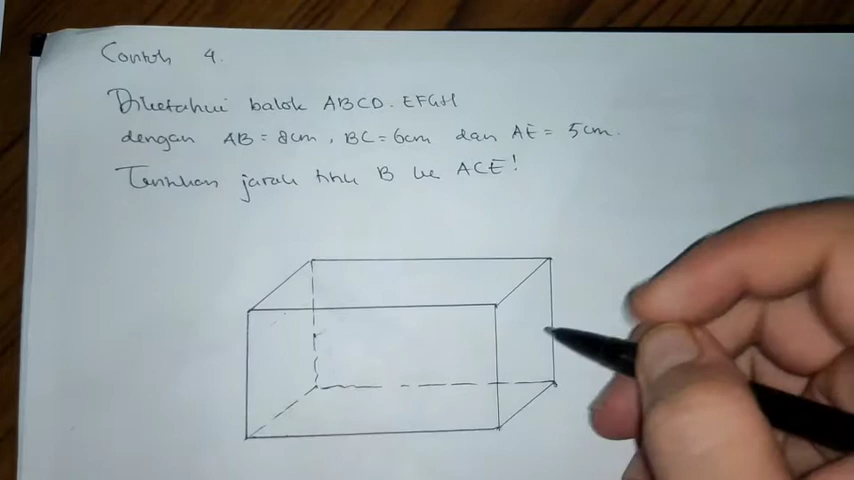 Contoh 4.
Diketahui balok ABCD.EFGH
dengan AB = 8cm, BC = 6cm dan AE = 5cm.
Tentukan jarak titik B ke ACE!